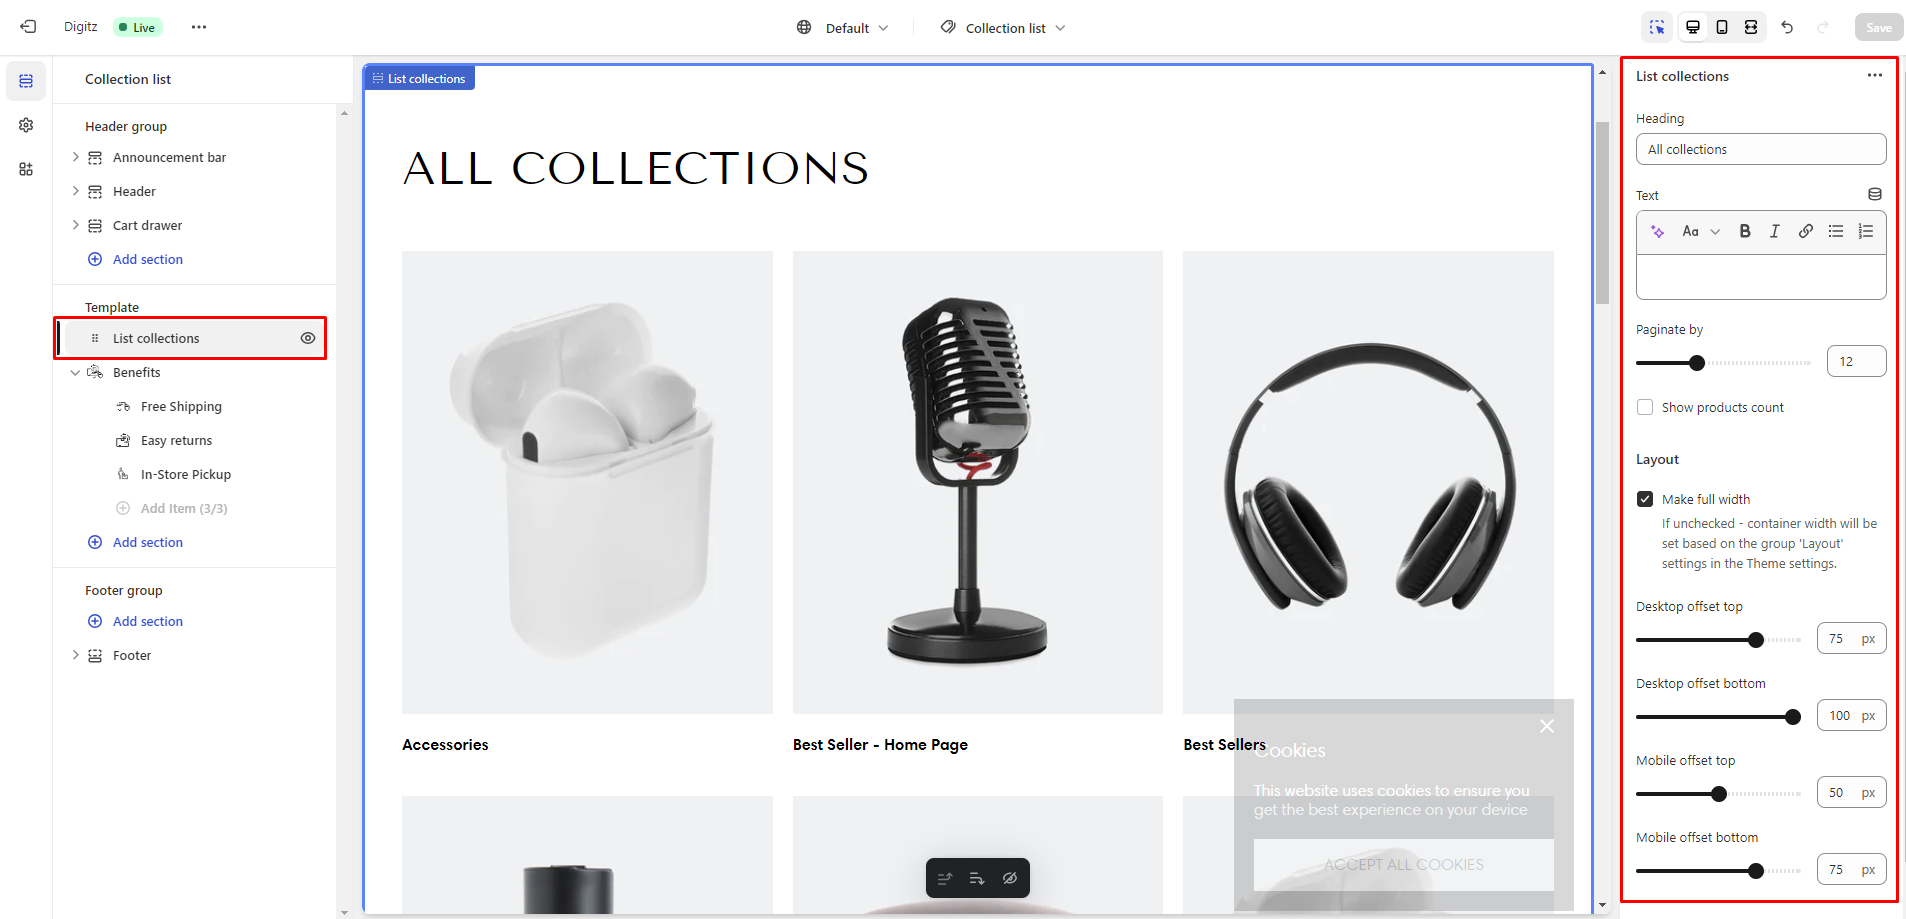 Digitz
Live
Default
Collection list
Save
Collection list
Header group
Announcement bar
Header
Cart drawer
Add section
Template
List collections
Benefits
Free Shipping
Easy returns
In-Store Pickup
Add Item (3/3)
Add section
Footer group
Add section
Footer
List collections
ALL COLLECTIONS
Accessories
Best Seller - Home Page
Best Sellers
Cookies
This website uses cookies to ensure you
get the best experience on your device
ACCEPT ALL COOKIES
List collections
Heading
All collections
Text
Aa
B
I
Paginate by
12
Show products count
Layout
Make full width
If unchecked - container width will be
set based on the group 'Layout'
settings in the Theme settings.
Desktop offset top
75 px
Desktop offset bottom
100 px
Mobile offset top
50 px
Mobile offset bottom
75 px